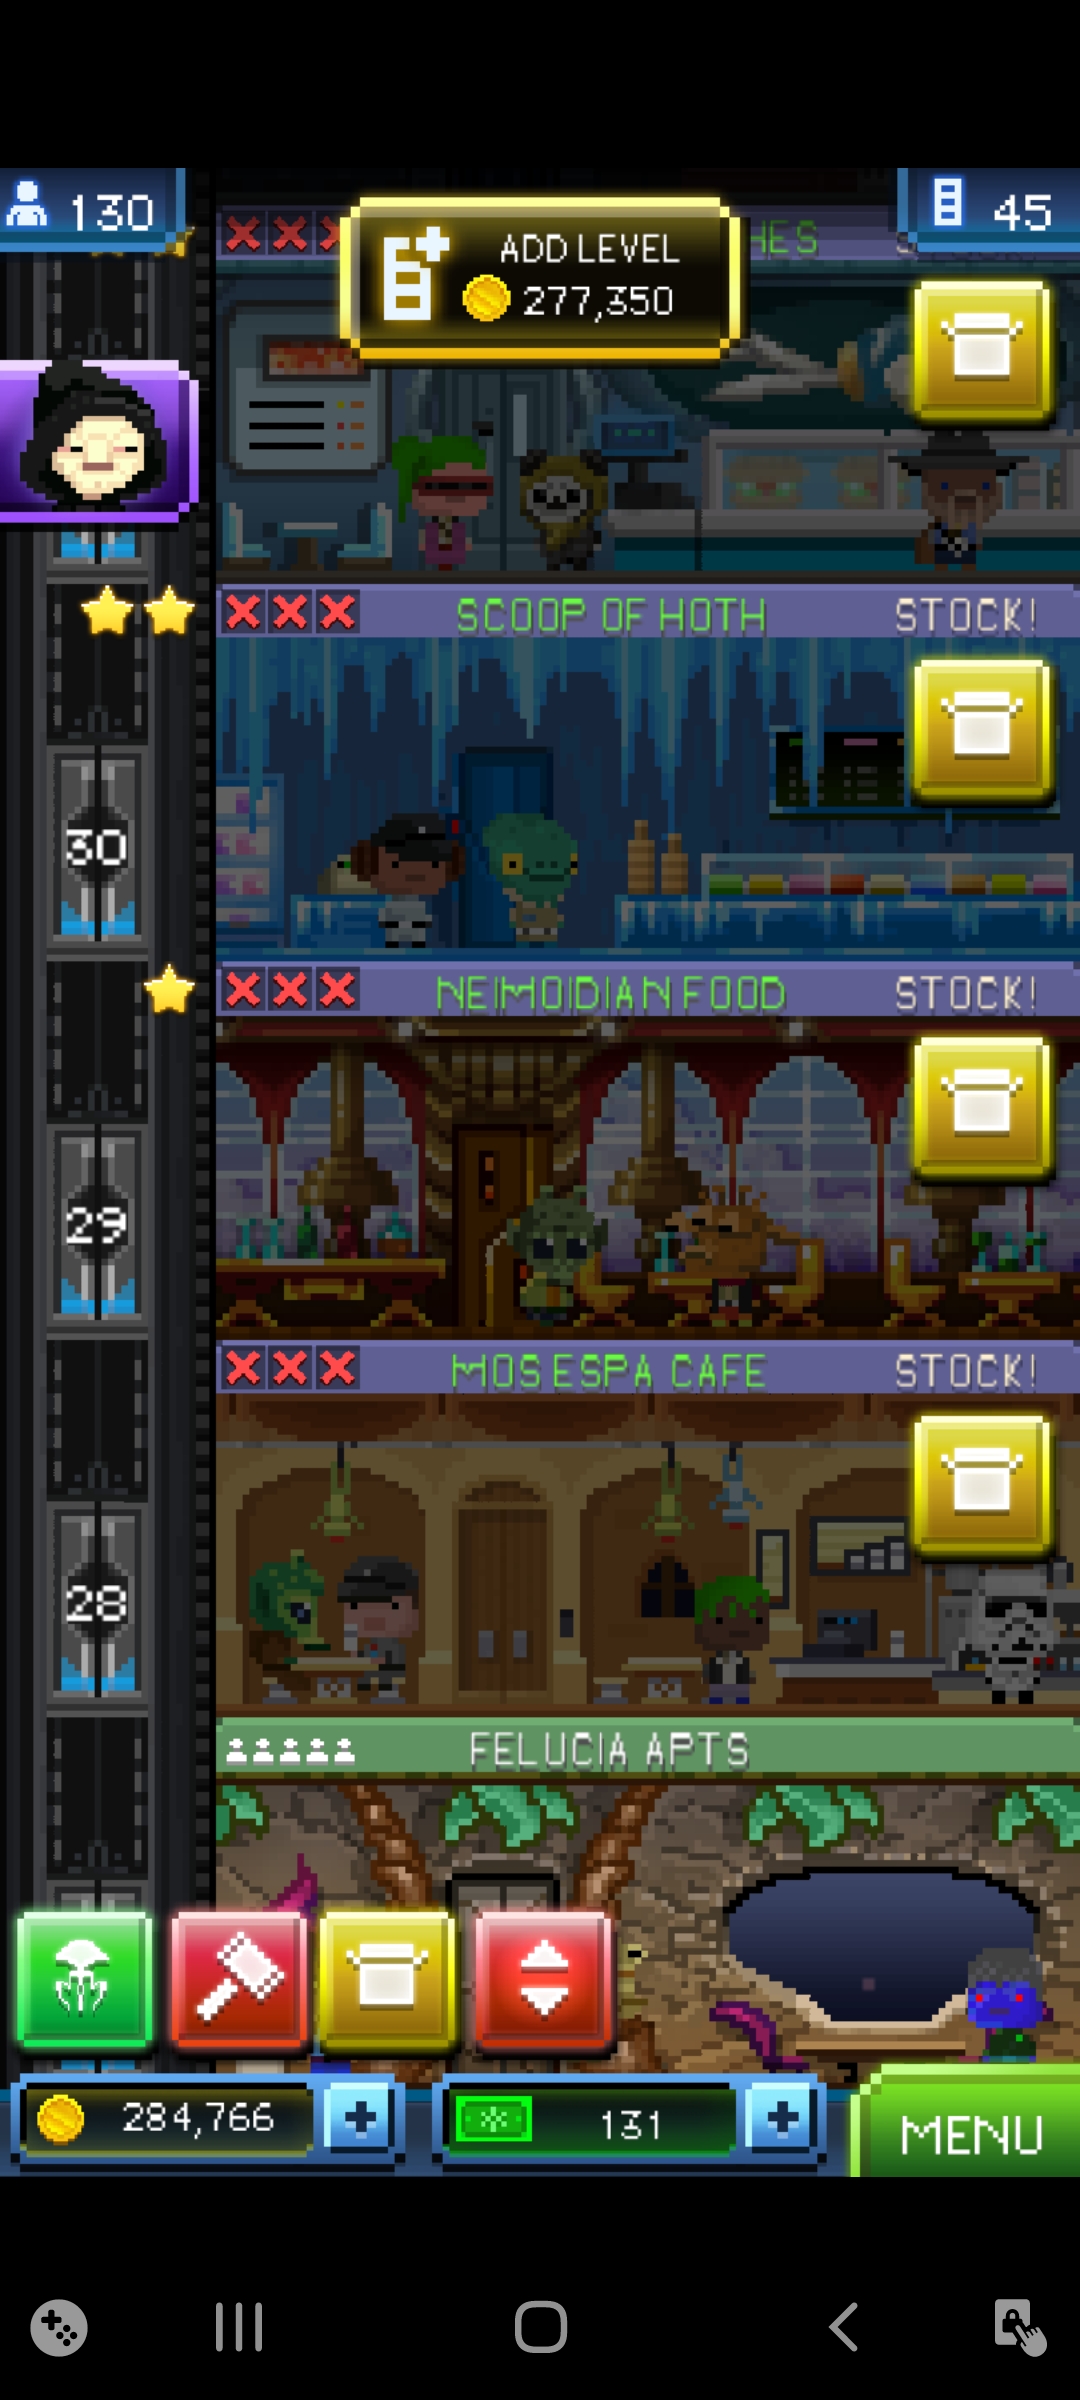 130
ADD LEVEL
277,350
45
HES
SCOOP OF HOTH STOCK!
30
NEIMOIDIAN FOOD STOCK!
29
MOS ESPA CAFE STOCK!
28
FELUCIA APTS
284,766
131
MENU